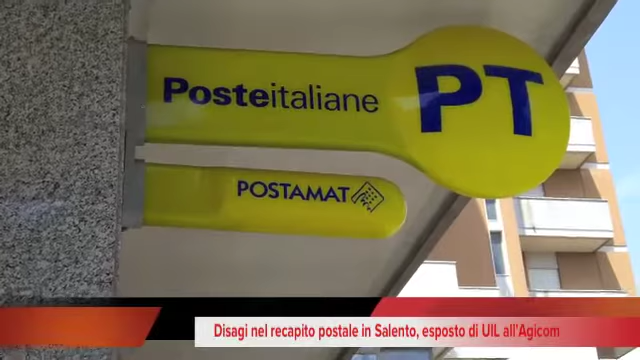 Posteitaliane
PT
POSTAMAT
Disagi nel recapito postale in Salento, esposto di UIL all'Agicom